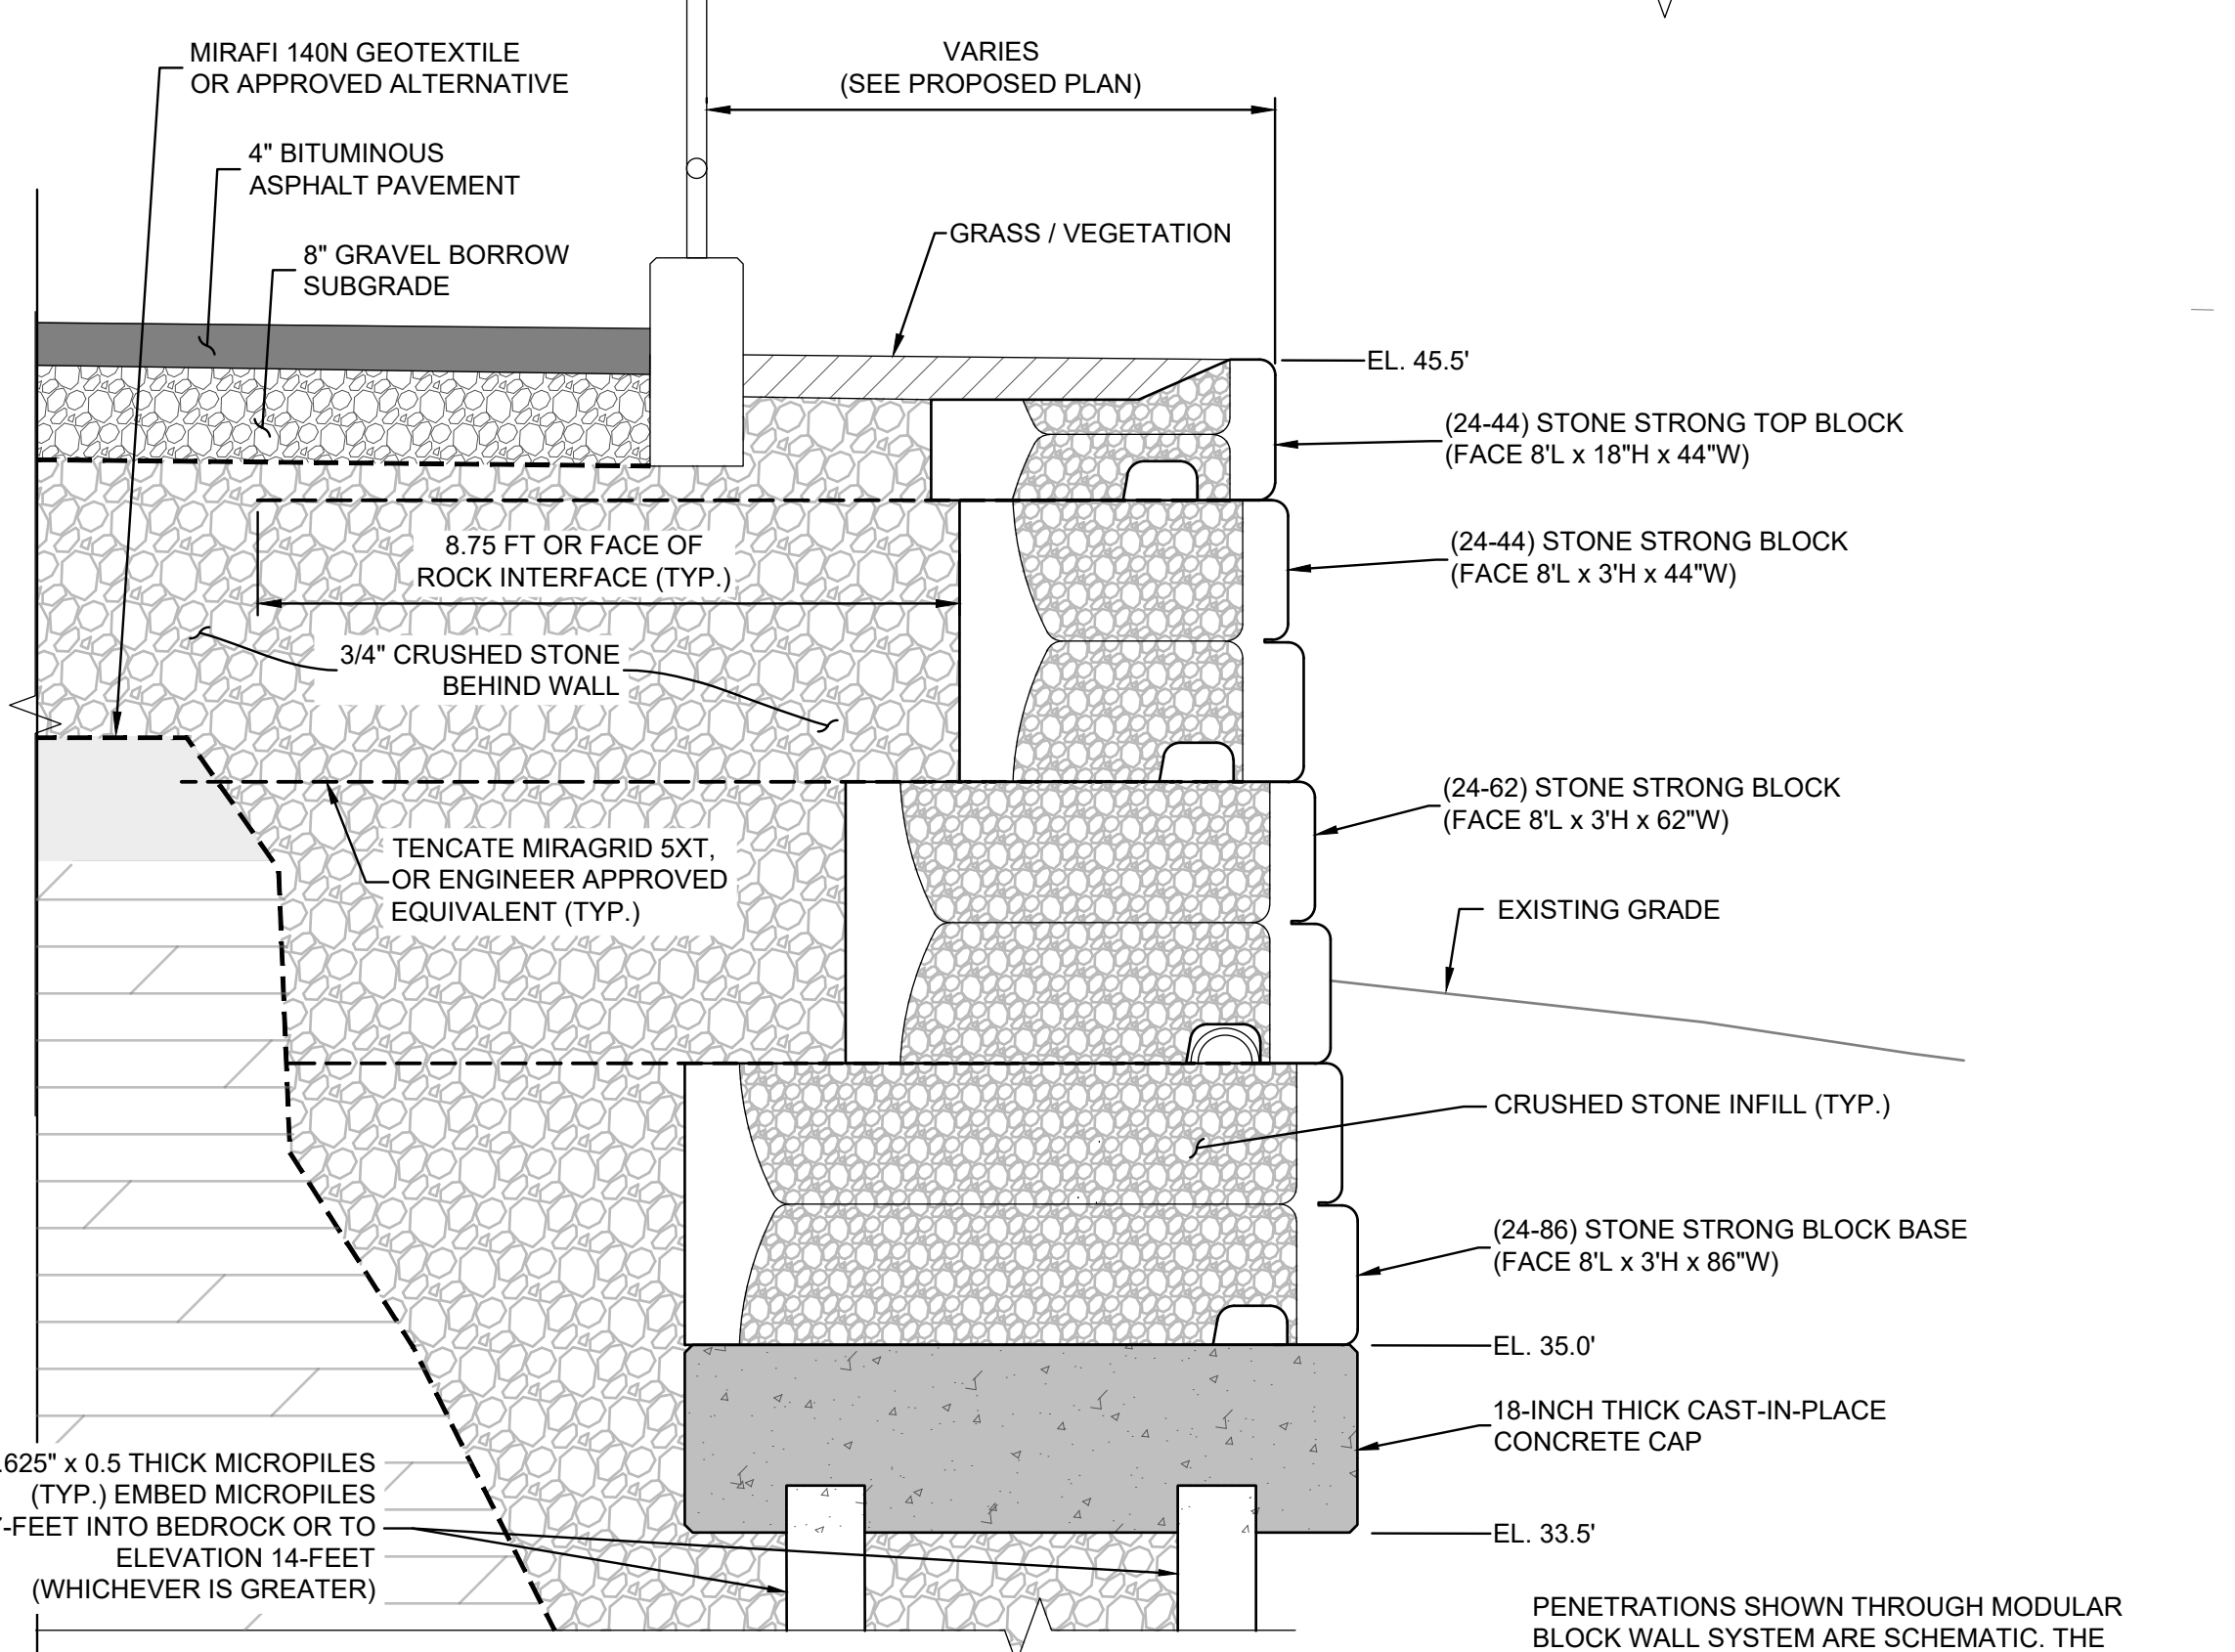 MIRAFI 140N GEOTEXTILE
OR APPROVED ALTERNATIVE
VARIES
(SEE PROPOSED PLAN)
4" BITUMINOUS
ASPHALT PAVEMENT
GRASS / VEGETATION
8" GRAVEL BORROW
SUBGRADE
EL. 45.5'
(24-44) STONE STRONG TOP BLOCK
(FACE 8'L x 18"H x 44"W)
8.75 FT OR FACE OF
ROCK INTERFACE (TYP.)
(24-44) STONE STRONG BLOCK
(FACE 8'L x 3'H x 44"W)
3/4" CRUSHED STONE
BEHIND WALL
(24-62) STONE STRONG BLOCK
(FACE 8'L x 3'H x 62"W)
TENCATE MIRAGRID 5XT,
OR ENGINEER APPROVED
EQUIVALENT (TYP.)
EXISTING GRADE
CRUSHED STONE INFILL (TYP.)
(24-86) STONE STRONG BLOCK BASE
(FACE 8'L x 3'H x 86"W)
EL. 35.0'
18-INCH THICK CAST-IN-PLACE
CONCRETE CAP
.625" x 0.5 THICK MICROPILES
(TYP.) EMBED MICROPILES
7-FEET INTO BEDROCK OR TO
ELEVATION 14-FEET
(WHICHEVER IS GREATER)
EL. 33.5'
PENETRATIONS SHOWN THROUGH MODULAR
BLOCK WALL SYSTEM ARE SCHEMATIC. THE